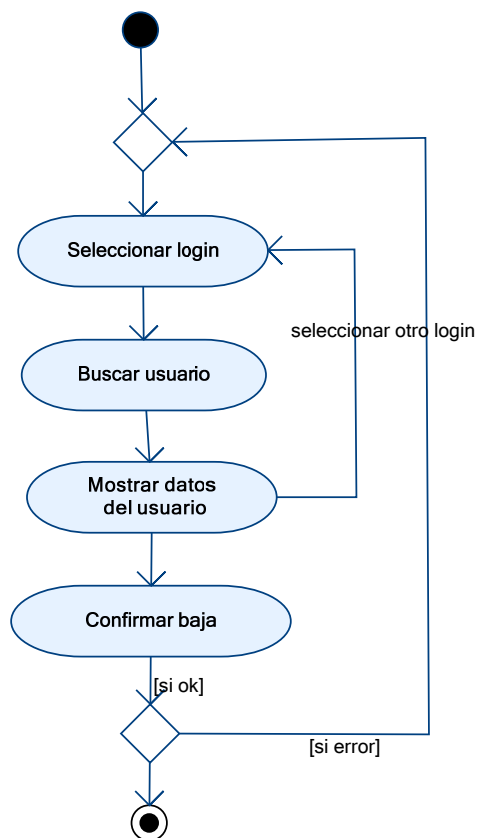 Seleccionar login
seleccionar otro login
Buscar usuario
Mostrar datos
del usuario
Confirmar baja
[si ok]
[si error]